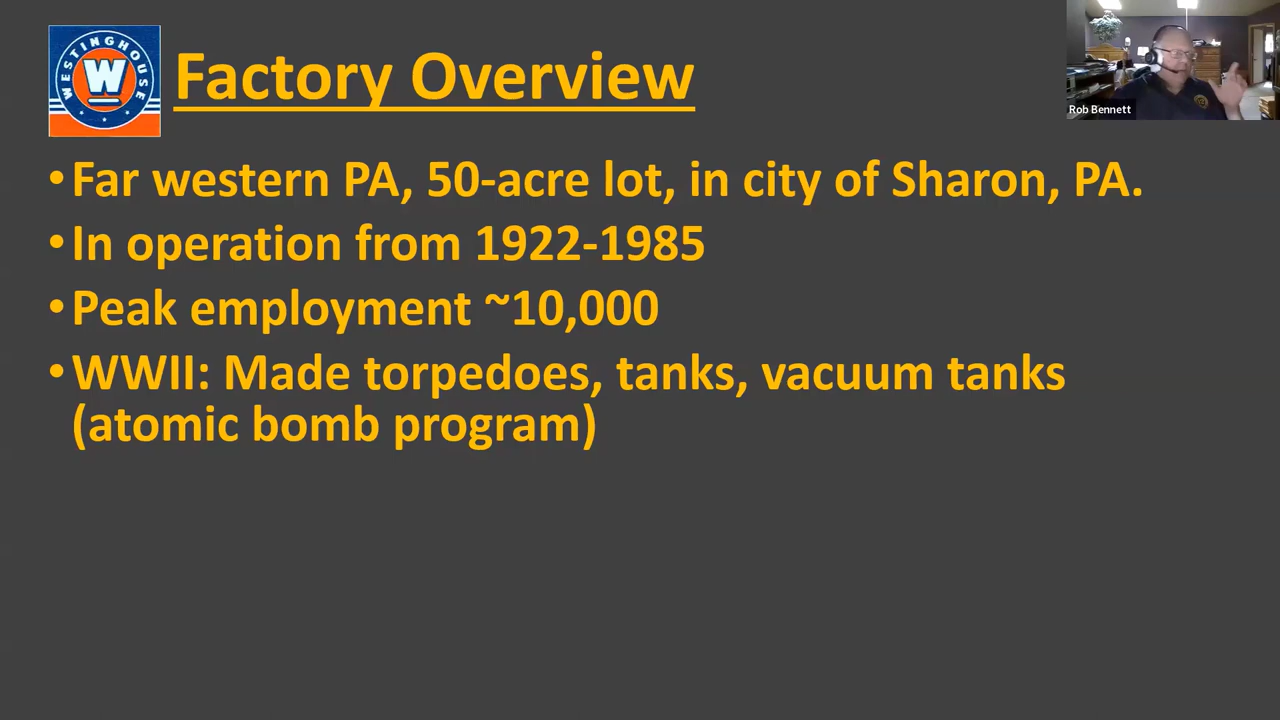 WESTINGHOUSE
W
Factory Overview
Rob Bennett
•Far western PA, 50-acre lot, in city of Sharon, PA.
•In operation from 1922-1985
•Peak employment ~10,000
•WWII: Made torpedoes, tanks, vacuum tanks
(atomic bomb program)